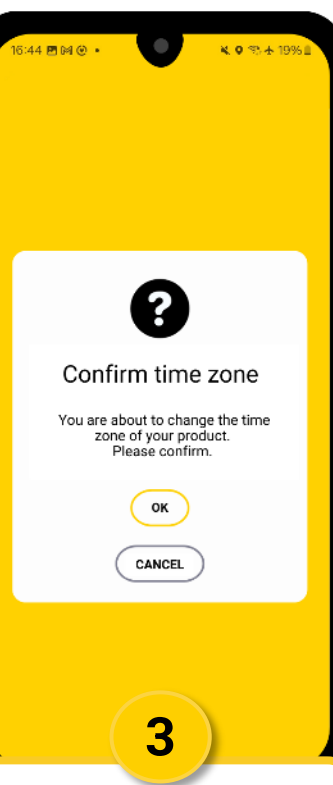 16:44
19%
?
Confirm time zone
You are about to change the time
zone of your product.
Please confirm.
OK
CANCEL
3